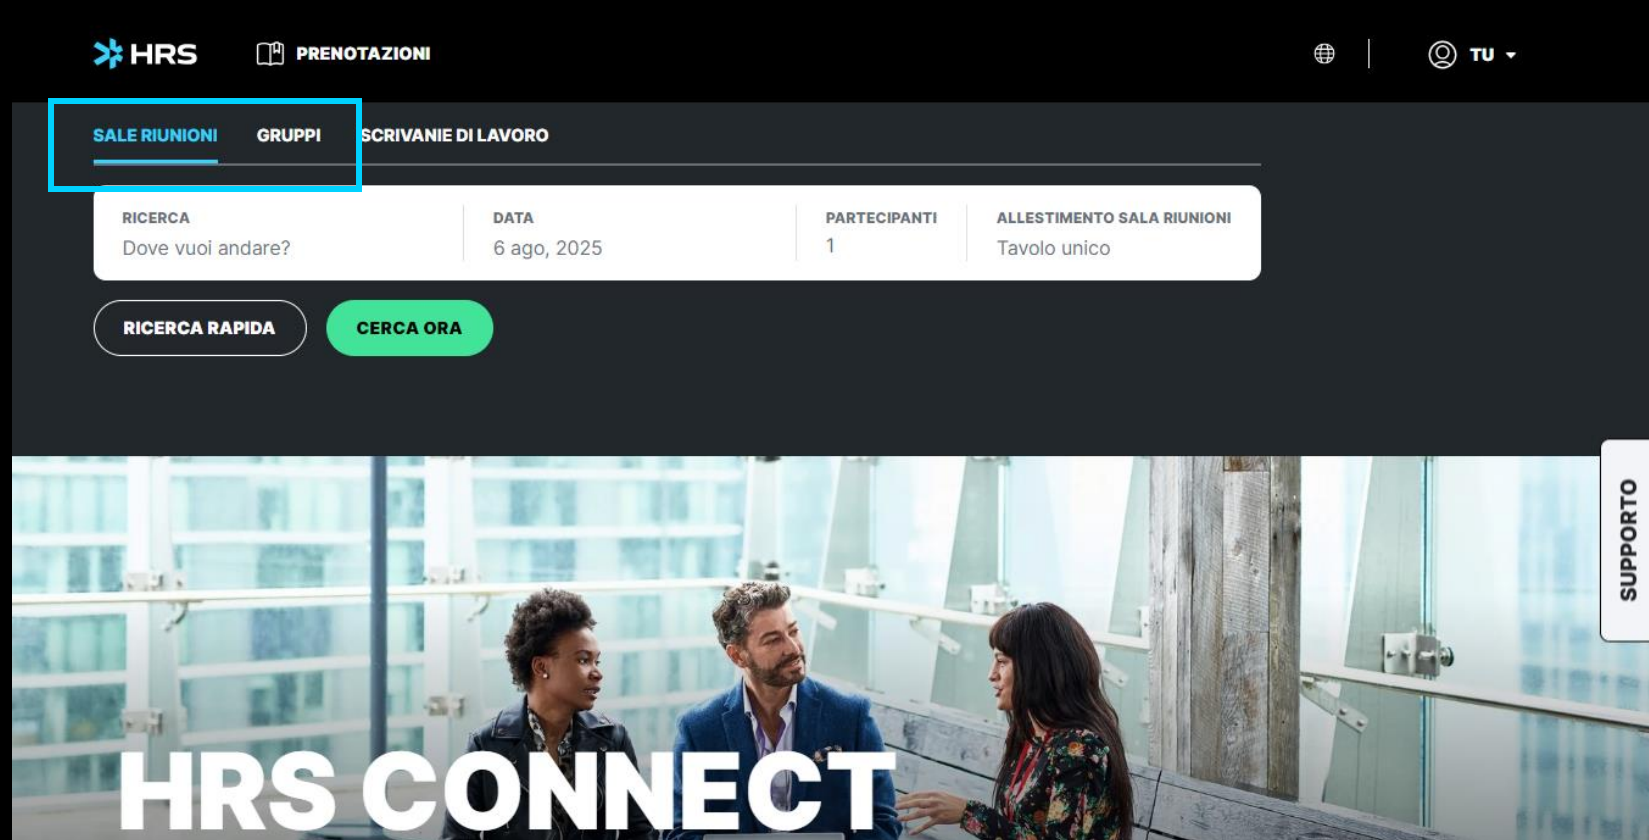 HRS PRENOTAZIONI TU
SALE RIUNIONI GRUPPI SCRIVANIE DI LAVORO
RICERCA DATA PARTECIPANTI ALLESTIMENTO SALA RIUNIONI
Dove vuoi andare? 6 ago, 2025 1 Tavolo unico
RICERCA RAPIDA CERCA ORA
SUPPORTO
HRS CONNECT